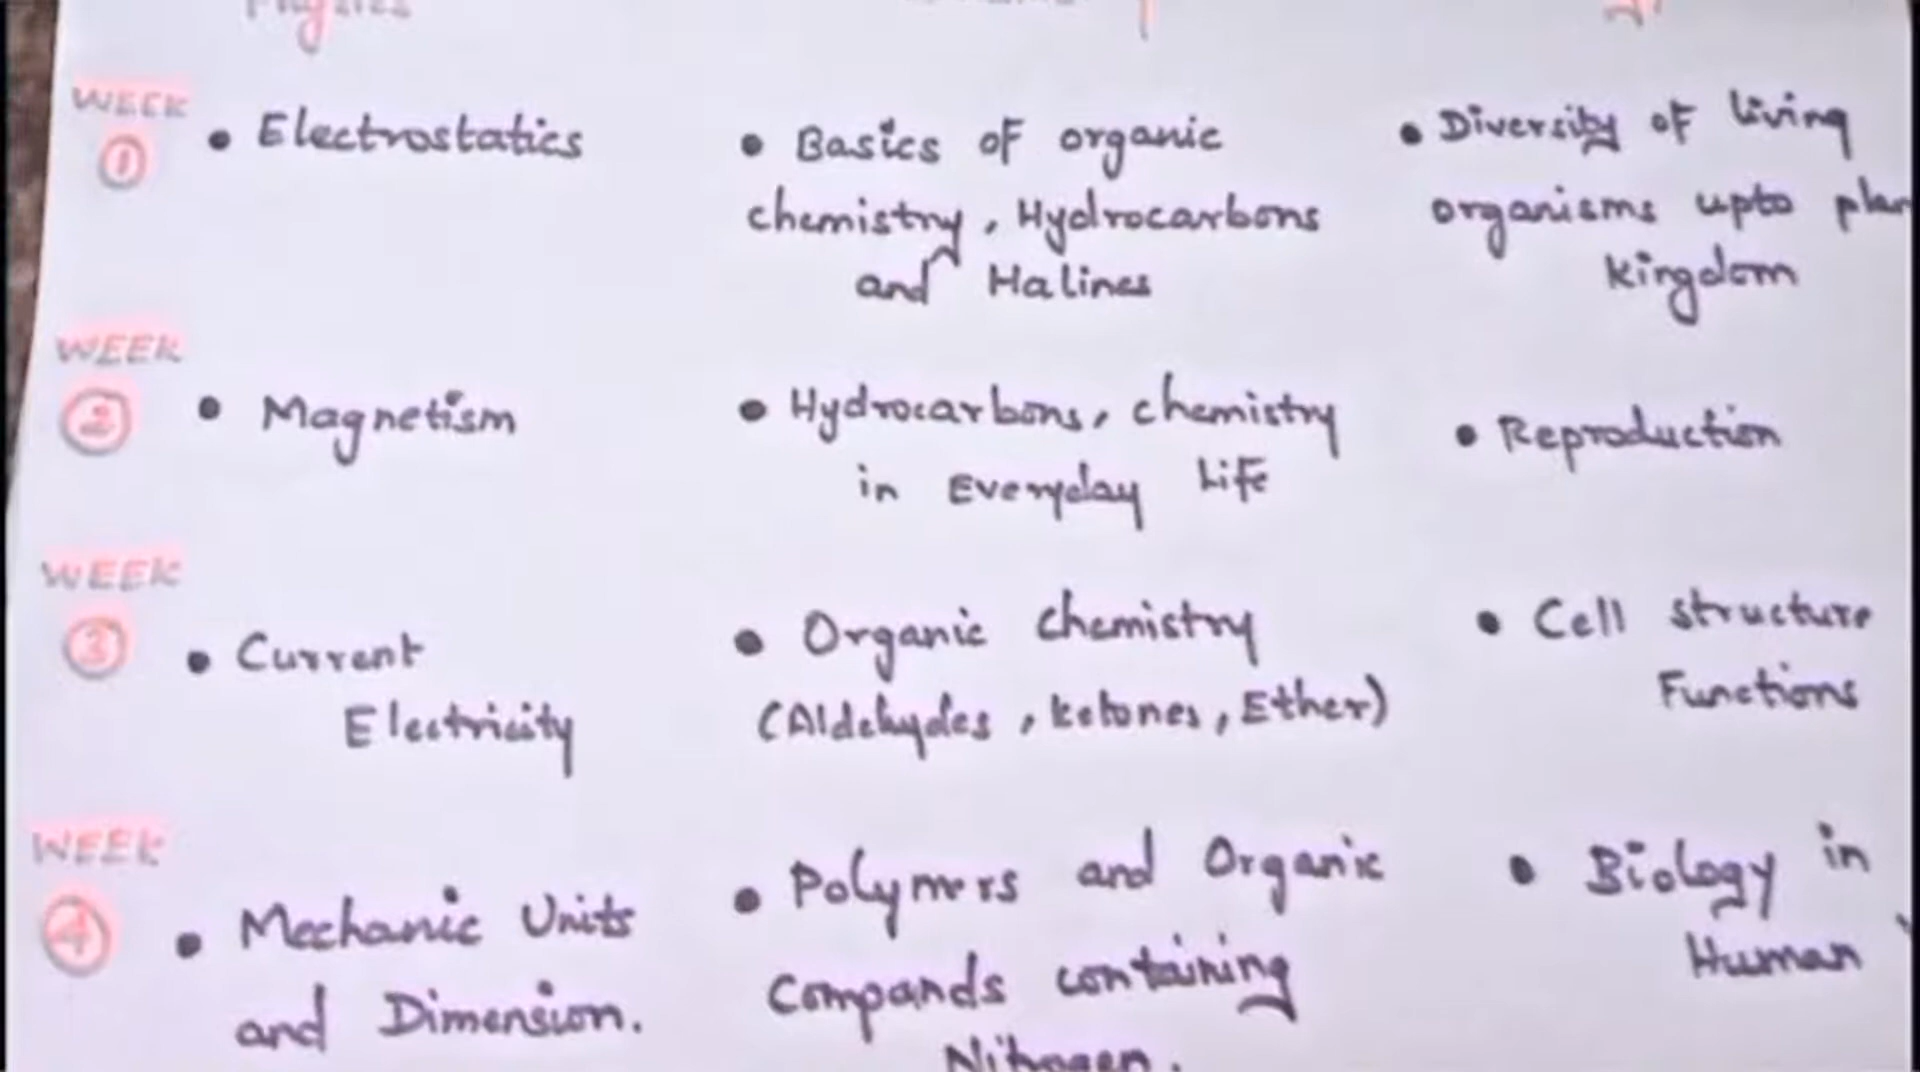 Physics
WEEK
①
• Electrostatics
• Basics of organic
chemistry, Hydrocarbons
and Halines
• Diversity of living
organisms upto plan
kingdom
WEEK
②
• Magnetism
• Hydrocarbons, chemistry
in Everyday Life
• Reproduction
WEEK
③
• Current
Electricity
• Organic chemistry
(Aldehydes, ketones, Ether)
• Cell structure
Functions
WEEK
④
• Mechanic Units
and Dimension.
• Polymers and Organic
Compands containing
Nitrogen.
• Biology in
Human